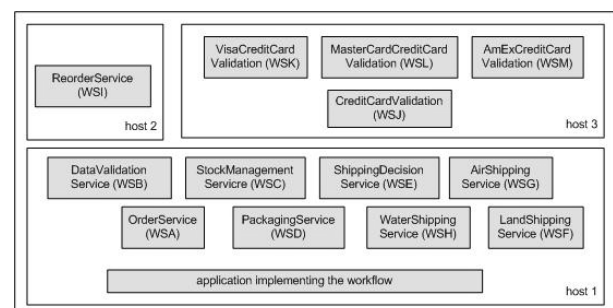 ReorderService
(WSI)
host 2
VisaCreditCard
Validation (WSK)
MasterCardCreditCard
Validation (WSL)
AmExCreditCard
Validation (WSM)
CreditCardValidation
(WSJ)
host 3
DataValidation
Service (WSB)
StockManagement
Servicre (WSC)
ShippingDecision
Service (WSE)
AirShipping
Service (WSG)
OrderService
(WSA)
PackagingService
(WSD)
WaterShipping
Service (WSH)
LandShipping
Service (WSF)
application implementing the workflow
host 1